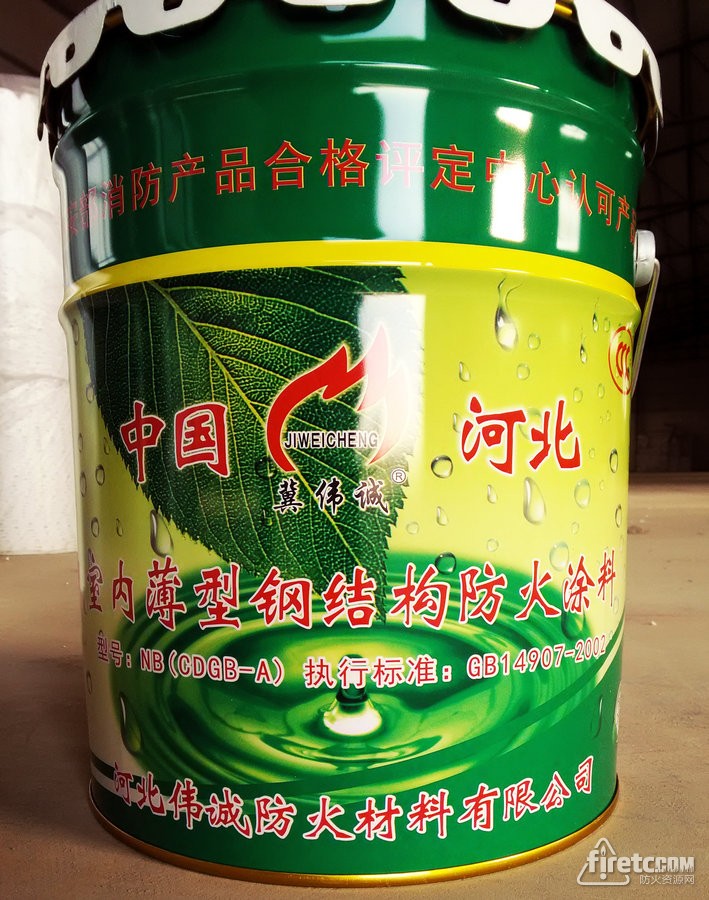 消防产品合格评定中心认可产
中国
河北
JIWEICHENG
冀伟诚®
室内薄型钢结构防火涂料
型号：NB(CDGB-A) 执行标准：GB14907-2002
河北伟诚防火材料有限公司
firetc.COM
防火资源网